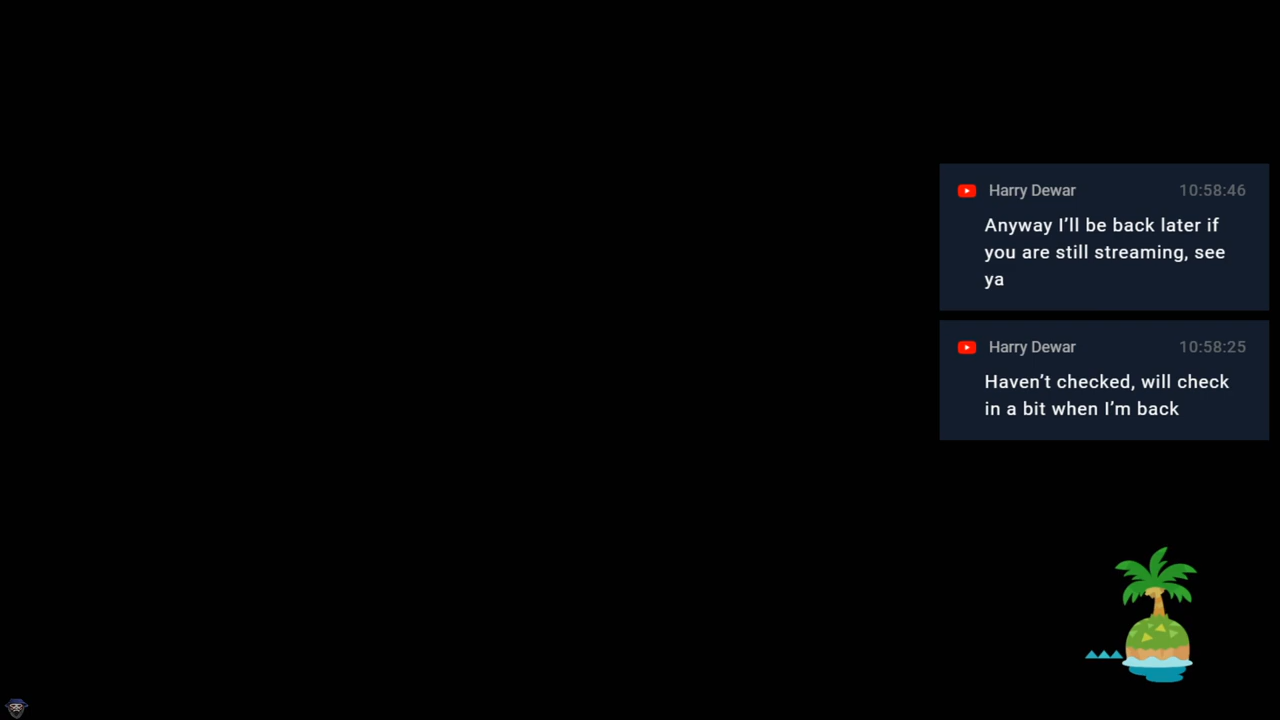 Harry Dewar 10:58:46
Anyway I’ll be back later if
you are still streaming, see
ya
Harry Dewar 10:58:25
Haven’t checked, will check
in a bit when I’m back